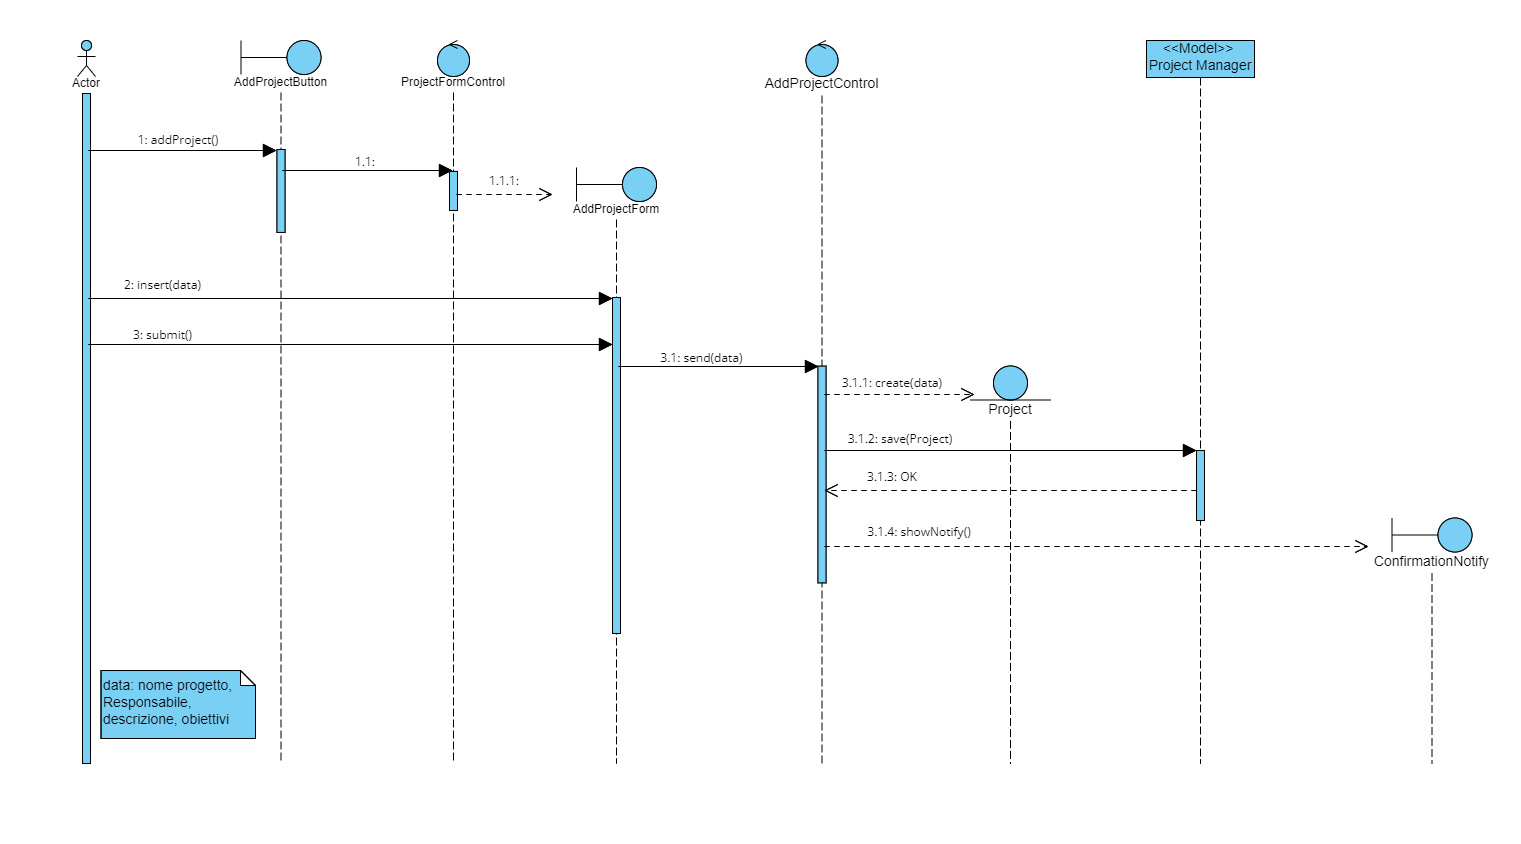 <<Model>>
Project Manager
Actor
AddProjectButton
ProjectFormControl
AddProjectControl
1: addProject()
1.1:
1.1.1:
AddProjectForm
2: insert(data)
3: submit()
3.1: send(data)
3.1.1: create(data)
Project
3.1.2: save(Project)
3.1.3: OK
3.1.4: showNotify()
ConfirmationNotify
data: nome progetto,
Responsabile,
descrizione, obiettivi